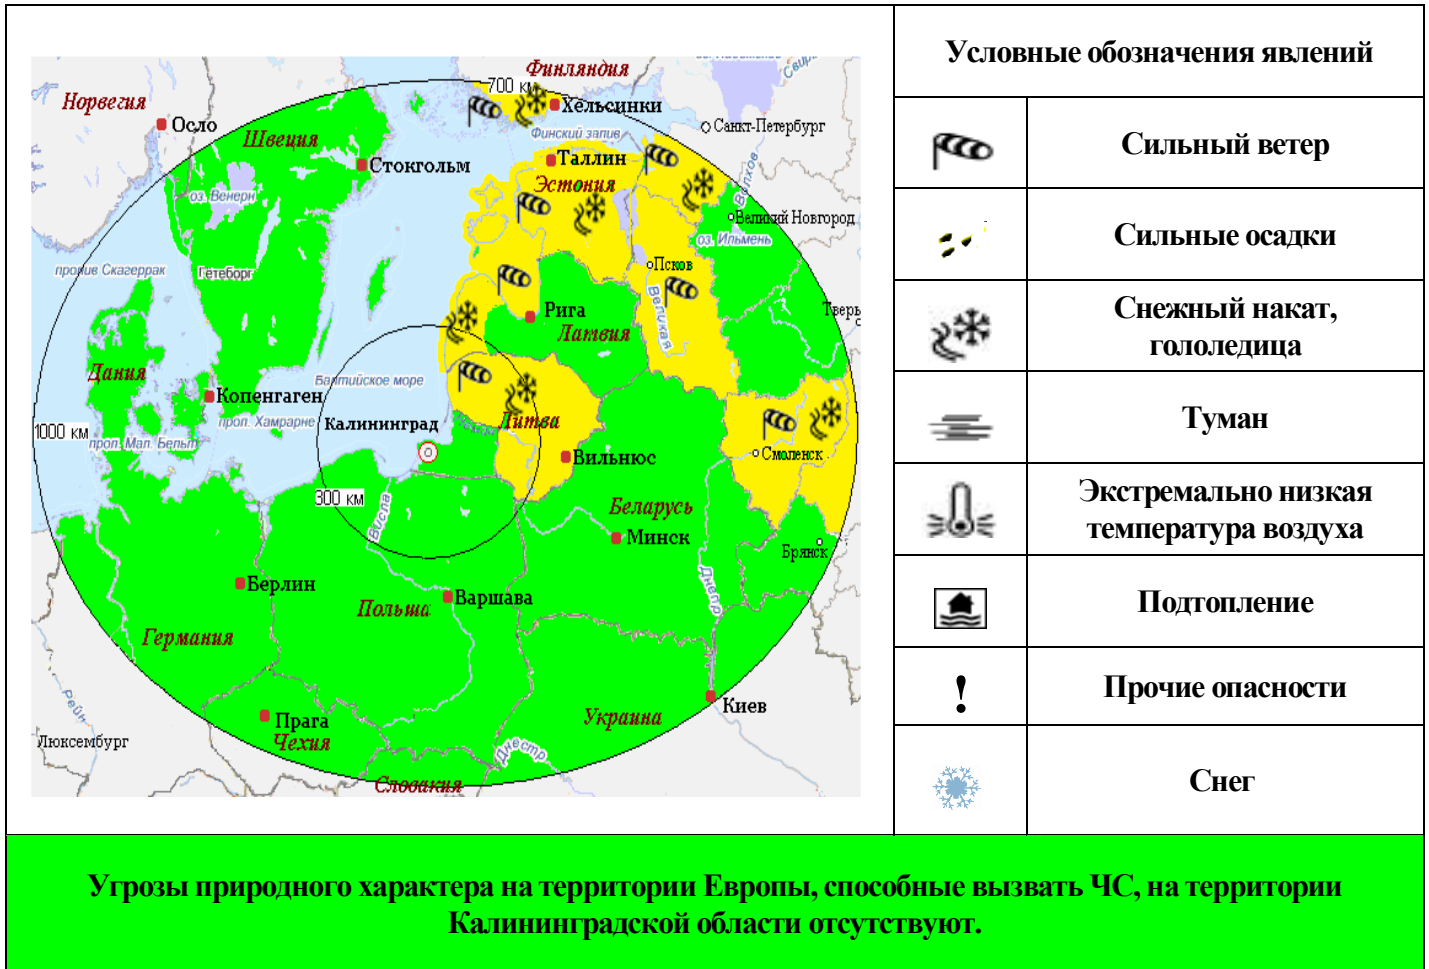 Условные обозначения явлений
Сильный ветер
Сильные осадки
Снежный накат,
гололедица
Туман
Экстремально низкая
температура воздуха
Подтопление
!
Прочие опасности
Снег
Финляндия
700 км
Норвегия
Хельсинки
Осло
Санкт-Петербург
Финский залив
Швеция
Волхов
Таллин
Стокгольм
Эстония
оз. Венерн
Великий Новгород
оз. Ильмень
Псков
пролив Скагеррак
Гетеборг
Великая
Рига
Тверь
Латвия
Дания
Балтийское море
Копенгаген
проп. Хамрарне
Калининград
Литва
1000 км
проп. Мал. Бельт
Смоленск
Вильнюс
300 км
Висла
Беларусь
Минск
Брянск
Днепр
Берлин
Варшава
Польша
Германия
Киев
Рейн
Украина
Прага
Чехия
Люксембург
Днестр
Словакия
Угрозы природного характера на территории Европы, способные вызвать ЧС, на территории
Калининградской области отсутствуют.